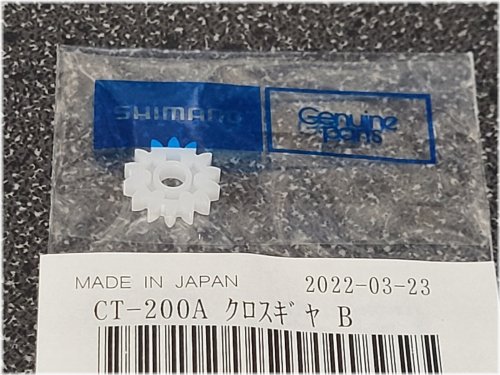 SHIMANO
Genuine
parts
MADE IN JAPAN 2022-03-23
CT-200A ｸﾛｽｷﾞﾔ B